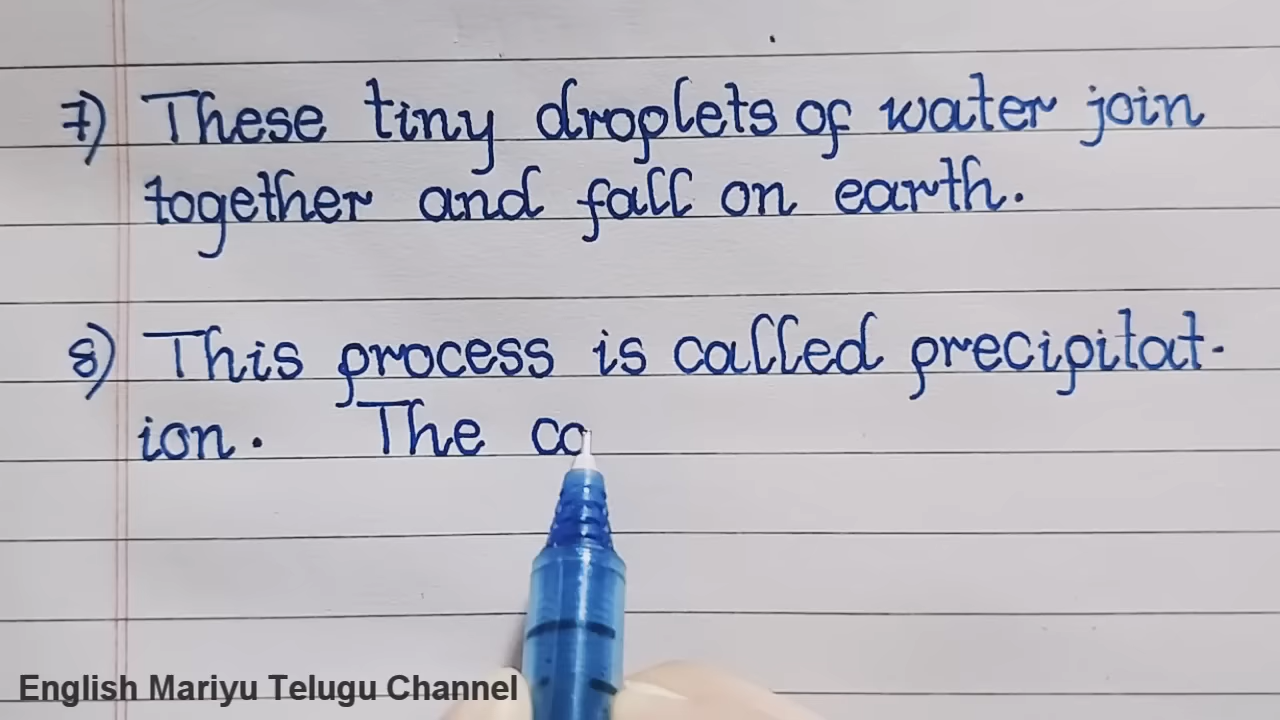 7) These tiny droplets of water join
together and fall on earth.
8) This process is called precipitat-
ion. The co
English Mariyu Telugu Channel